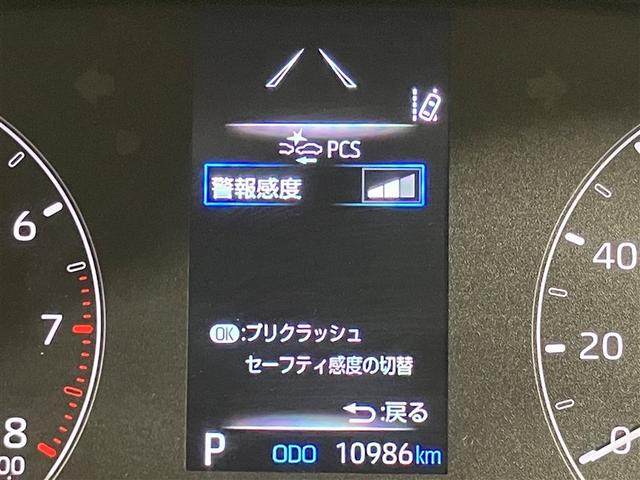 PCS
警報感度
6
40
OK:プリクラッシュ
7
20
セーフティ感度の切替
:戻る
8
0
P ODO 10986km
00